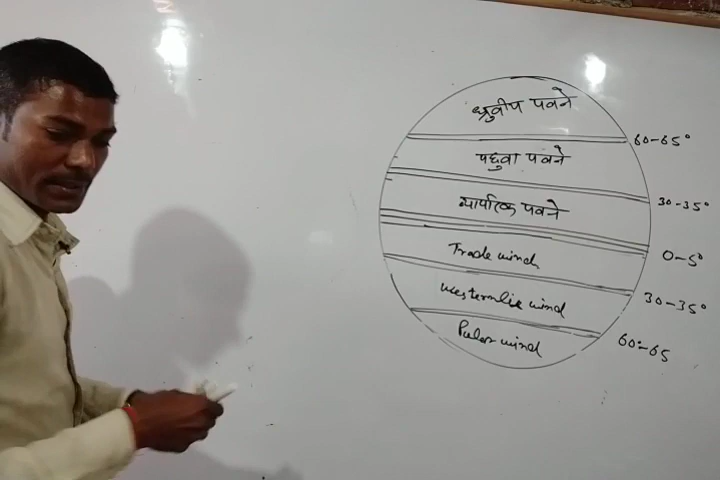 ध्रुवीय पवने
60-65°
पछुवा पवने
30-35°
व्यापारिक पवने
0-5°
Trade wind
30-35°
westernlie wind
60°-65
Polar wind